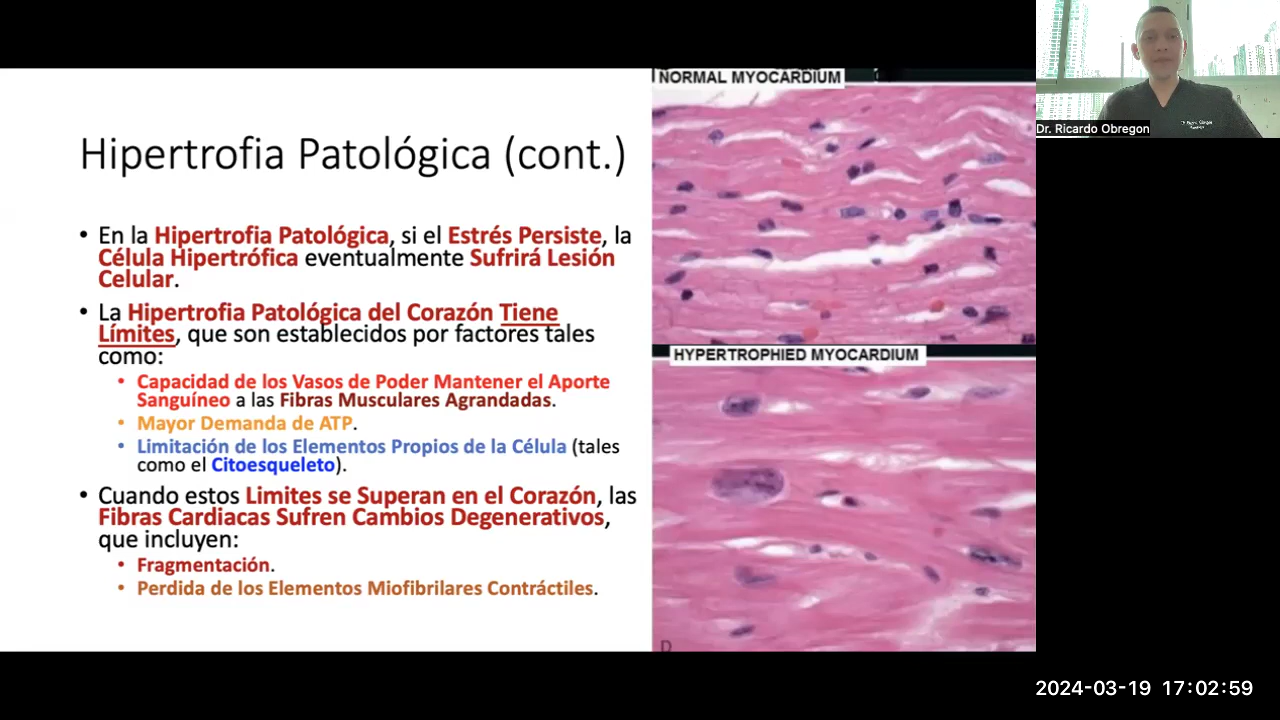 Hipertrofia Patológica (cont.)
• En la Hipertrofia Patológica, si el Estrés Persiste, la
Célula Hipertrófica eventualmente Sufrirá Lesión
Celular.
• La Hipertrofia Patológica del Corazón Tiene
Límites, que son establecidos por factores tales
como:
• Capacidad de los Vasos de Poder Mantener el Aporte
Sanguíneo a las Fibras Musculares Agrandadas.
• Mayor Demanda de ATP.
• Limitación de los Elementos Propios de la Célula (tales
como el Citoesqueleto).
• Cuando estos Limites se Superan en el Corazón, las
Fibras Cardiacas Sufren Cambios Degenerativos,
que incluyen:
• Fragmentación.
• Perdida de los Elementos Miofibrilares Contráctiles.
NORMAL MYOCARDIUM
HYPERTROPHIED MYOCARDIUM
D
Dr. Ricardo Obregon
2024-03-19 17:02:59